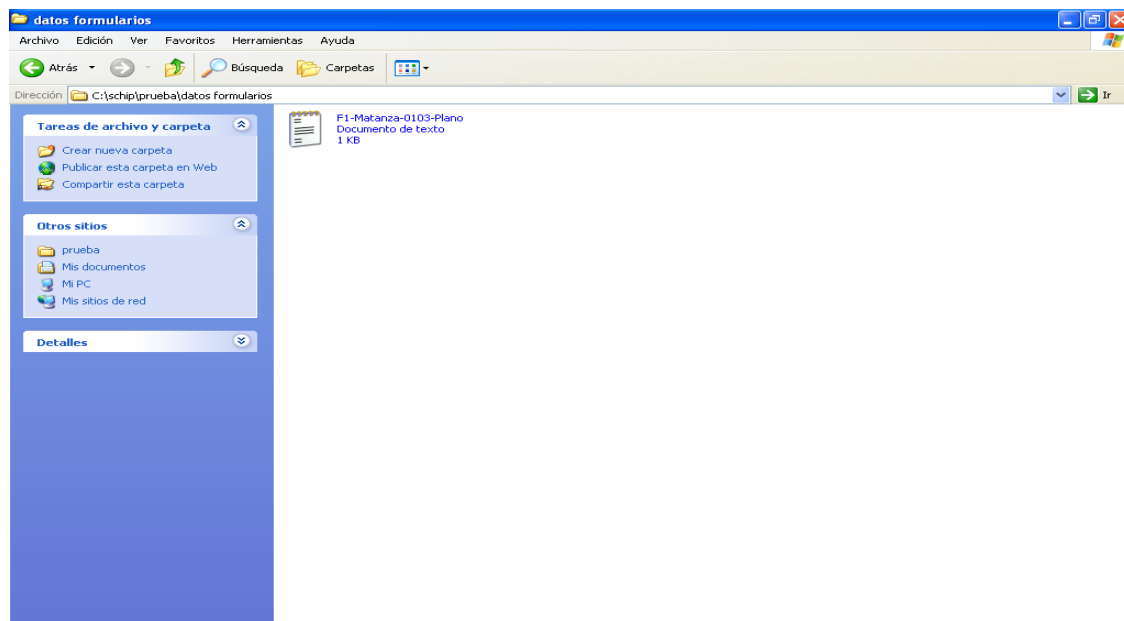 datos formularios
Archivo Edición Ver Favoritos Herramientas Ayuda
Atrás Búsqueda Carpetas
Dirección C:\schip\prueba\datos formularios Ir
Tareas de archivo y carpeta
Crear nueva carpeta
Publicar esta carpeta en Web
Compartir esta carpeta
Otros sitios
prueba
Mis documentos
Mi PC
Mis sitios de red
Detalles
F1-Matanza-0103-Plano
Documento de texto
1 KB